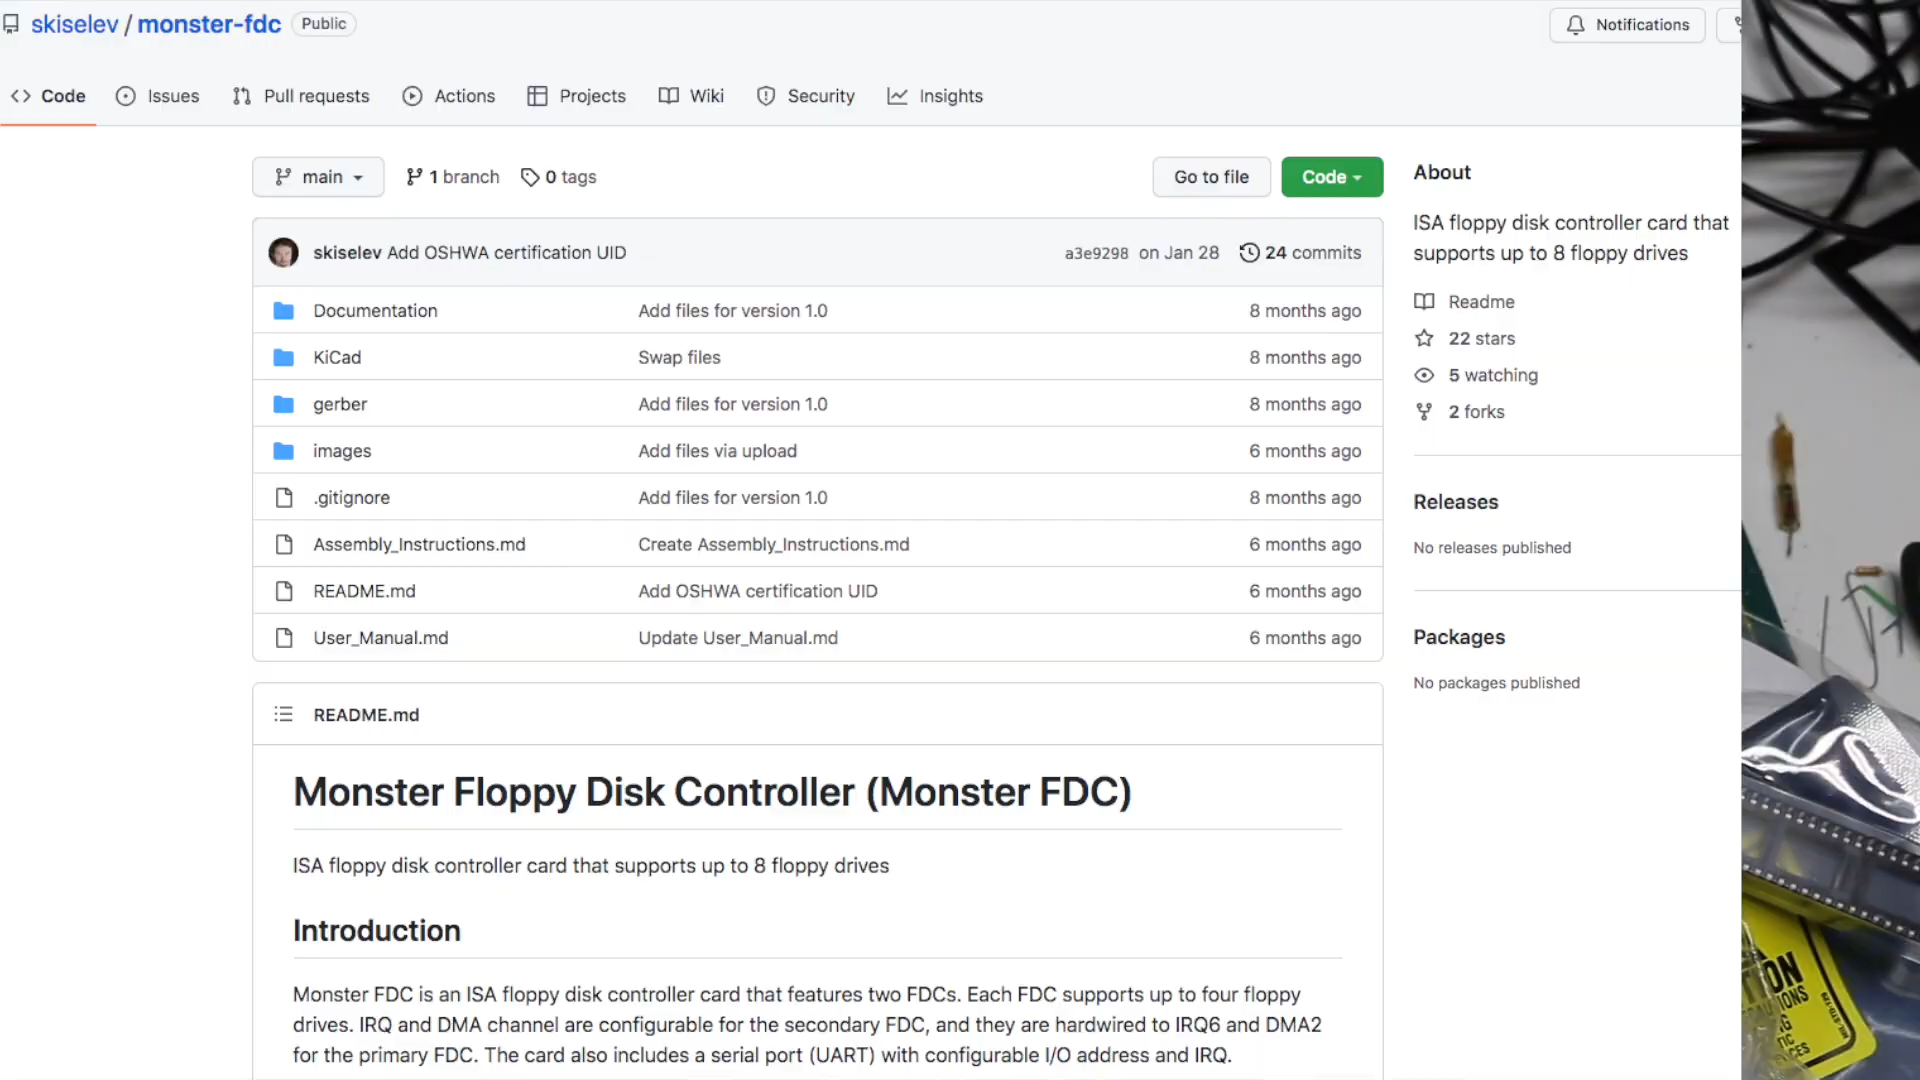 skiselev / monster-fdc Public
Notifications
Code Issues Pull requests Actions Projects Wiki Security Insights
main 1 branch 0 tags Go to file Code
skiselev Add OSHWA certification UID a3e9298 on Jan 28 24 commits
Documentation Add files for version 1.0 8 months ago
KiCad Swap files 8 months ago
gerber Add files for version 1.0 8 months ago
images Add files via upload 6 months ago
.gitignore Add files for version 1.0 8 months ago
Assembly_Instructions.md Create Assembly_Instructions.md 6 months ago
README.md Add OSHWA certification UID 6 months ago
User_Manual.md Update User_Manual.md 6 months ago
README.md
Monster Floppy Disk Controller (Monster FDC)
ISA floppy disk controller card that supports up to 8 floppy drives
Introduction
Monster FDC is an ISA floppy disk controller card that features two FDCs. Each FDC supports up to four floppy
drives. IRQ and DMA channel are configurable for the secondary FDC, and they are hardwired to IRQ6 and DMA2
for the primary FDC. The card also includes a serial port (UART) with configurable I/O address and IRQ.
About
ISA floppy disk controller card that
supports up to 8 floppy drives
Readme
22 stars
5 watching
2 forks
Releases
No releases published
Packages
No packages published